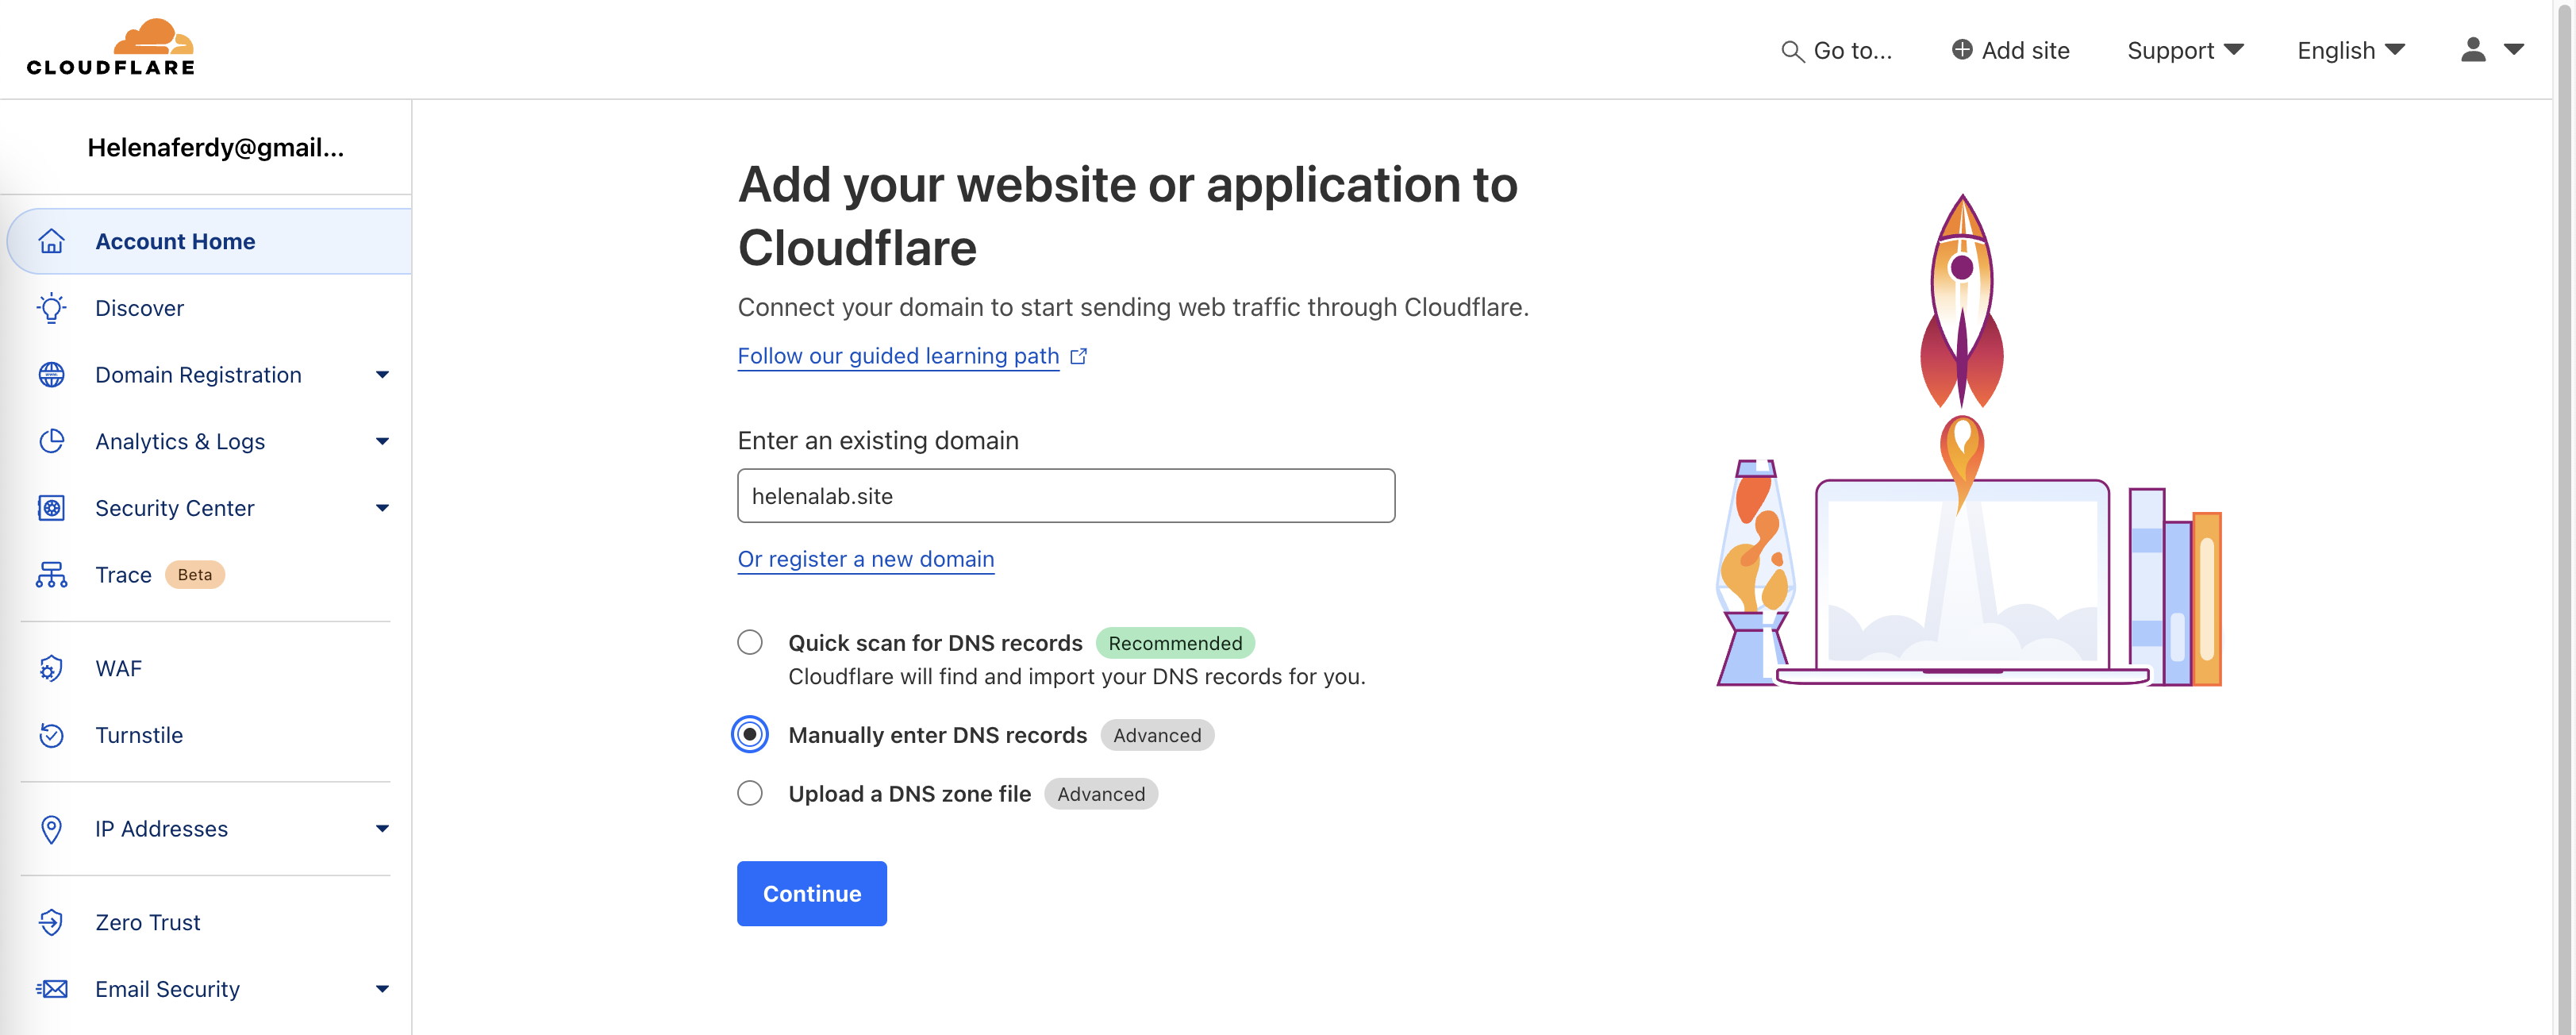 CLOUDFLARE
Go to...
Add site
Support
English
Helenaferdy@gmail...
Account Home
Discover
Domain Registration
Analytics & Logs
Security Center
Trace Beta
WAF
Turnstile
IP Addresses
Zero Trust
Email Security
Add your website or application to
Cloudflare
Connect your domain to start sending web traffic through Cloudflare.
Follow our guided learning path
Enter an existing domain
helenalab.site
Or register a new domain
Quick scan for DNS records Recommended
Cloudflare will find and import your DNS records for you.
Manually enter DNS records Advanced
Upload a DNS zone file Advanced
Continue